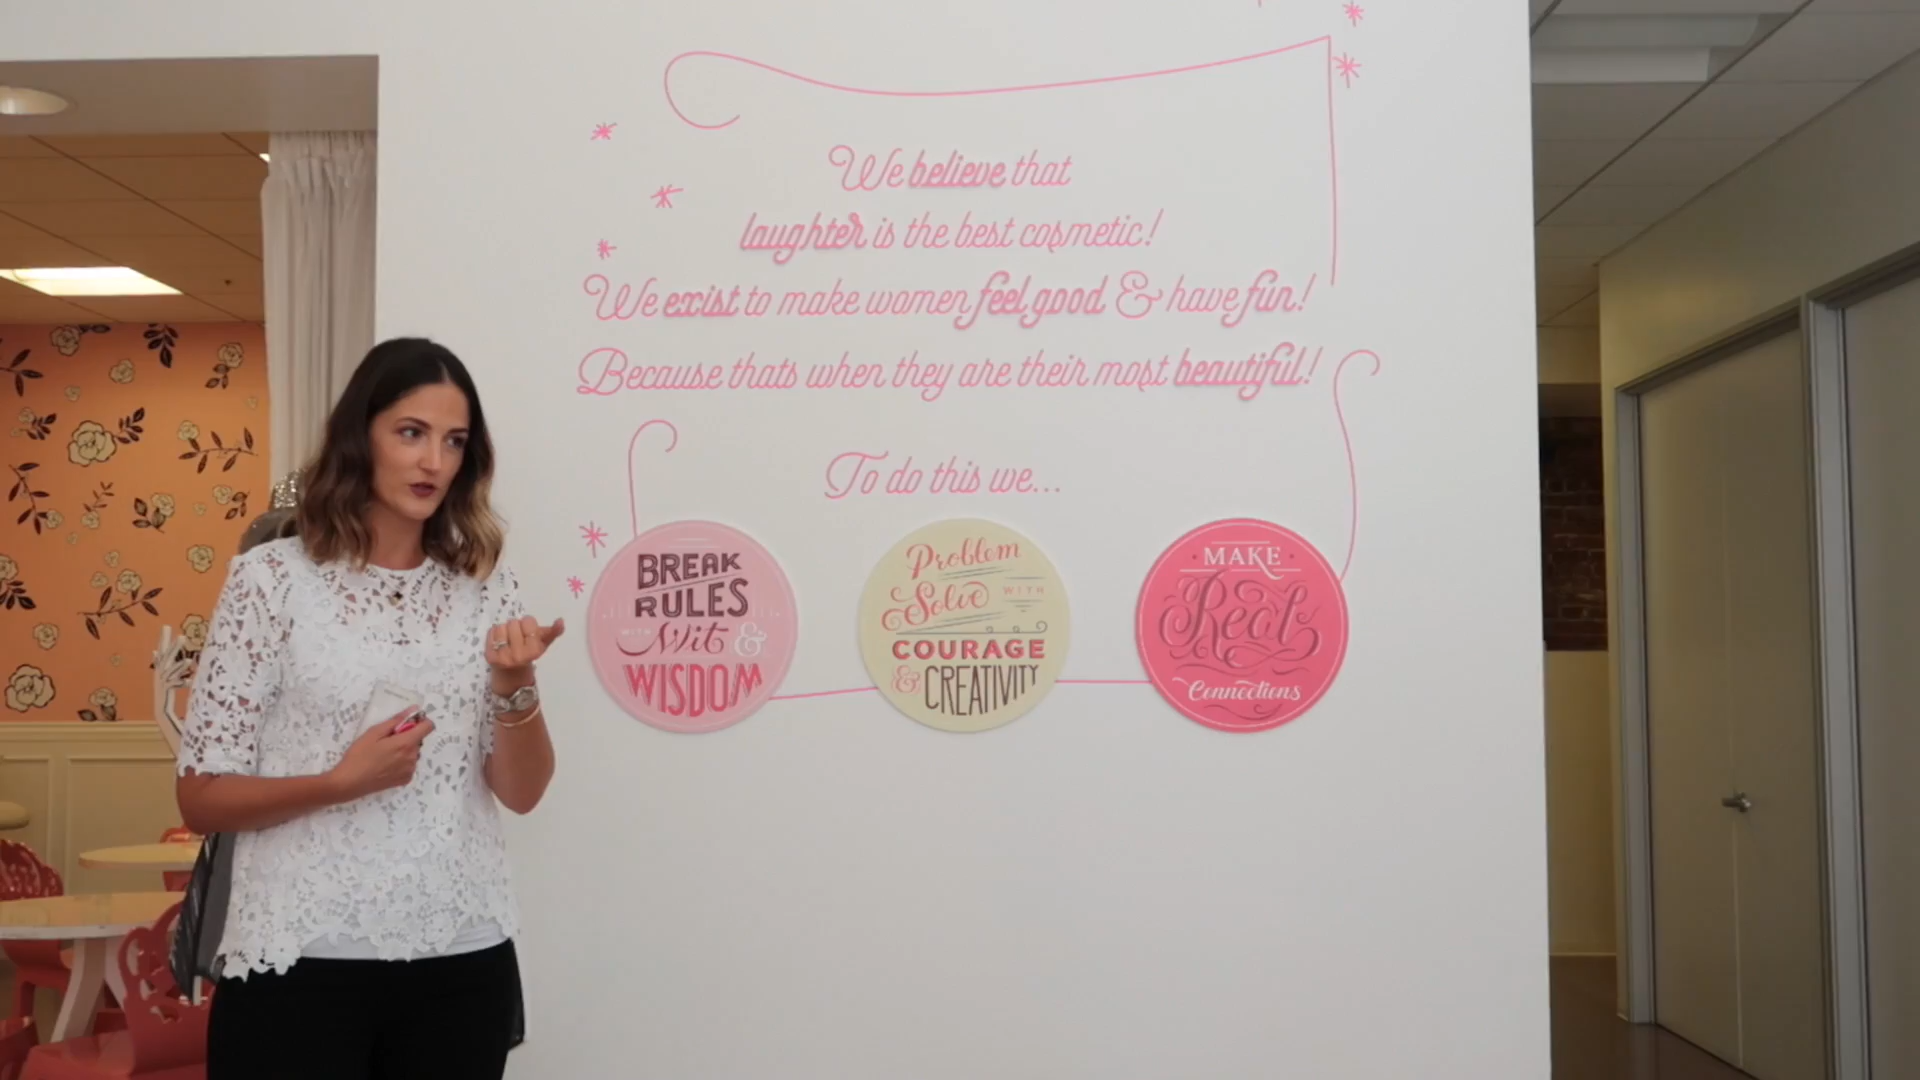 We believe that
laughter is the best cosmetic!
We exist to make women feel good & have fun!
Because thats when they are their most beautiful!
To do this we...
BREAK
RULES
WITH Wit &
WISDOM
Problem
Solve WITH
COURAGE
& CREATIVITY
MAKE
Real
Connections